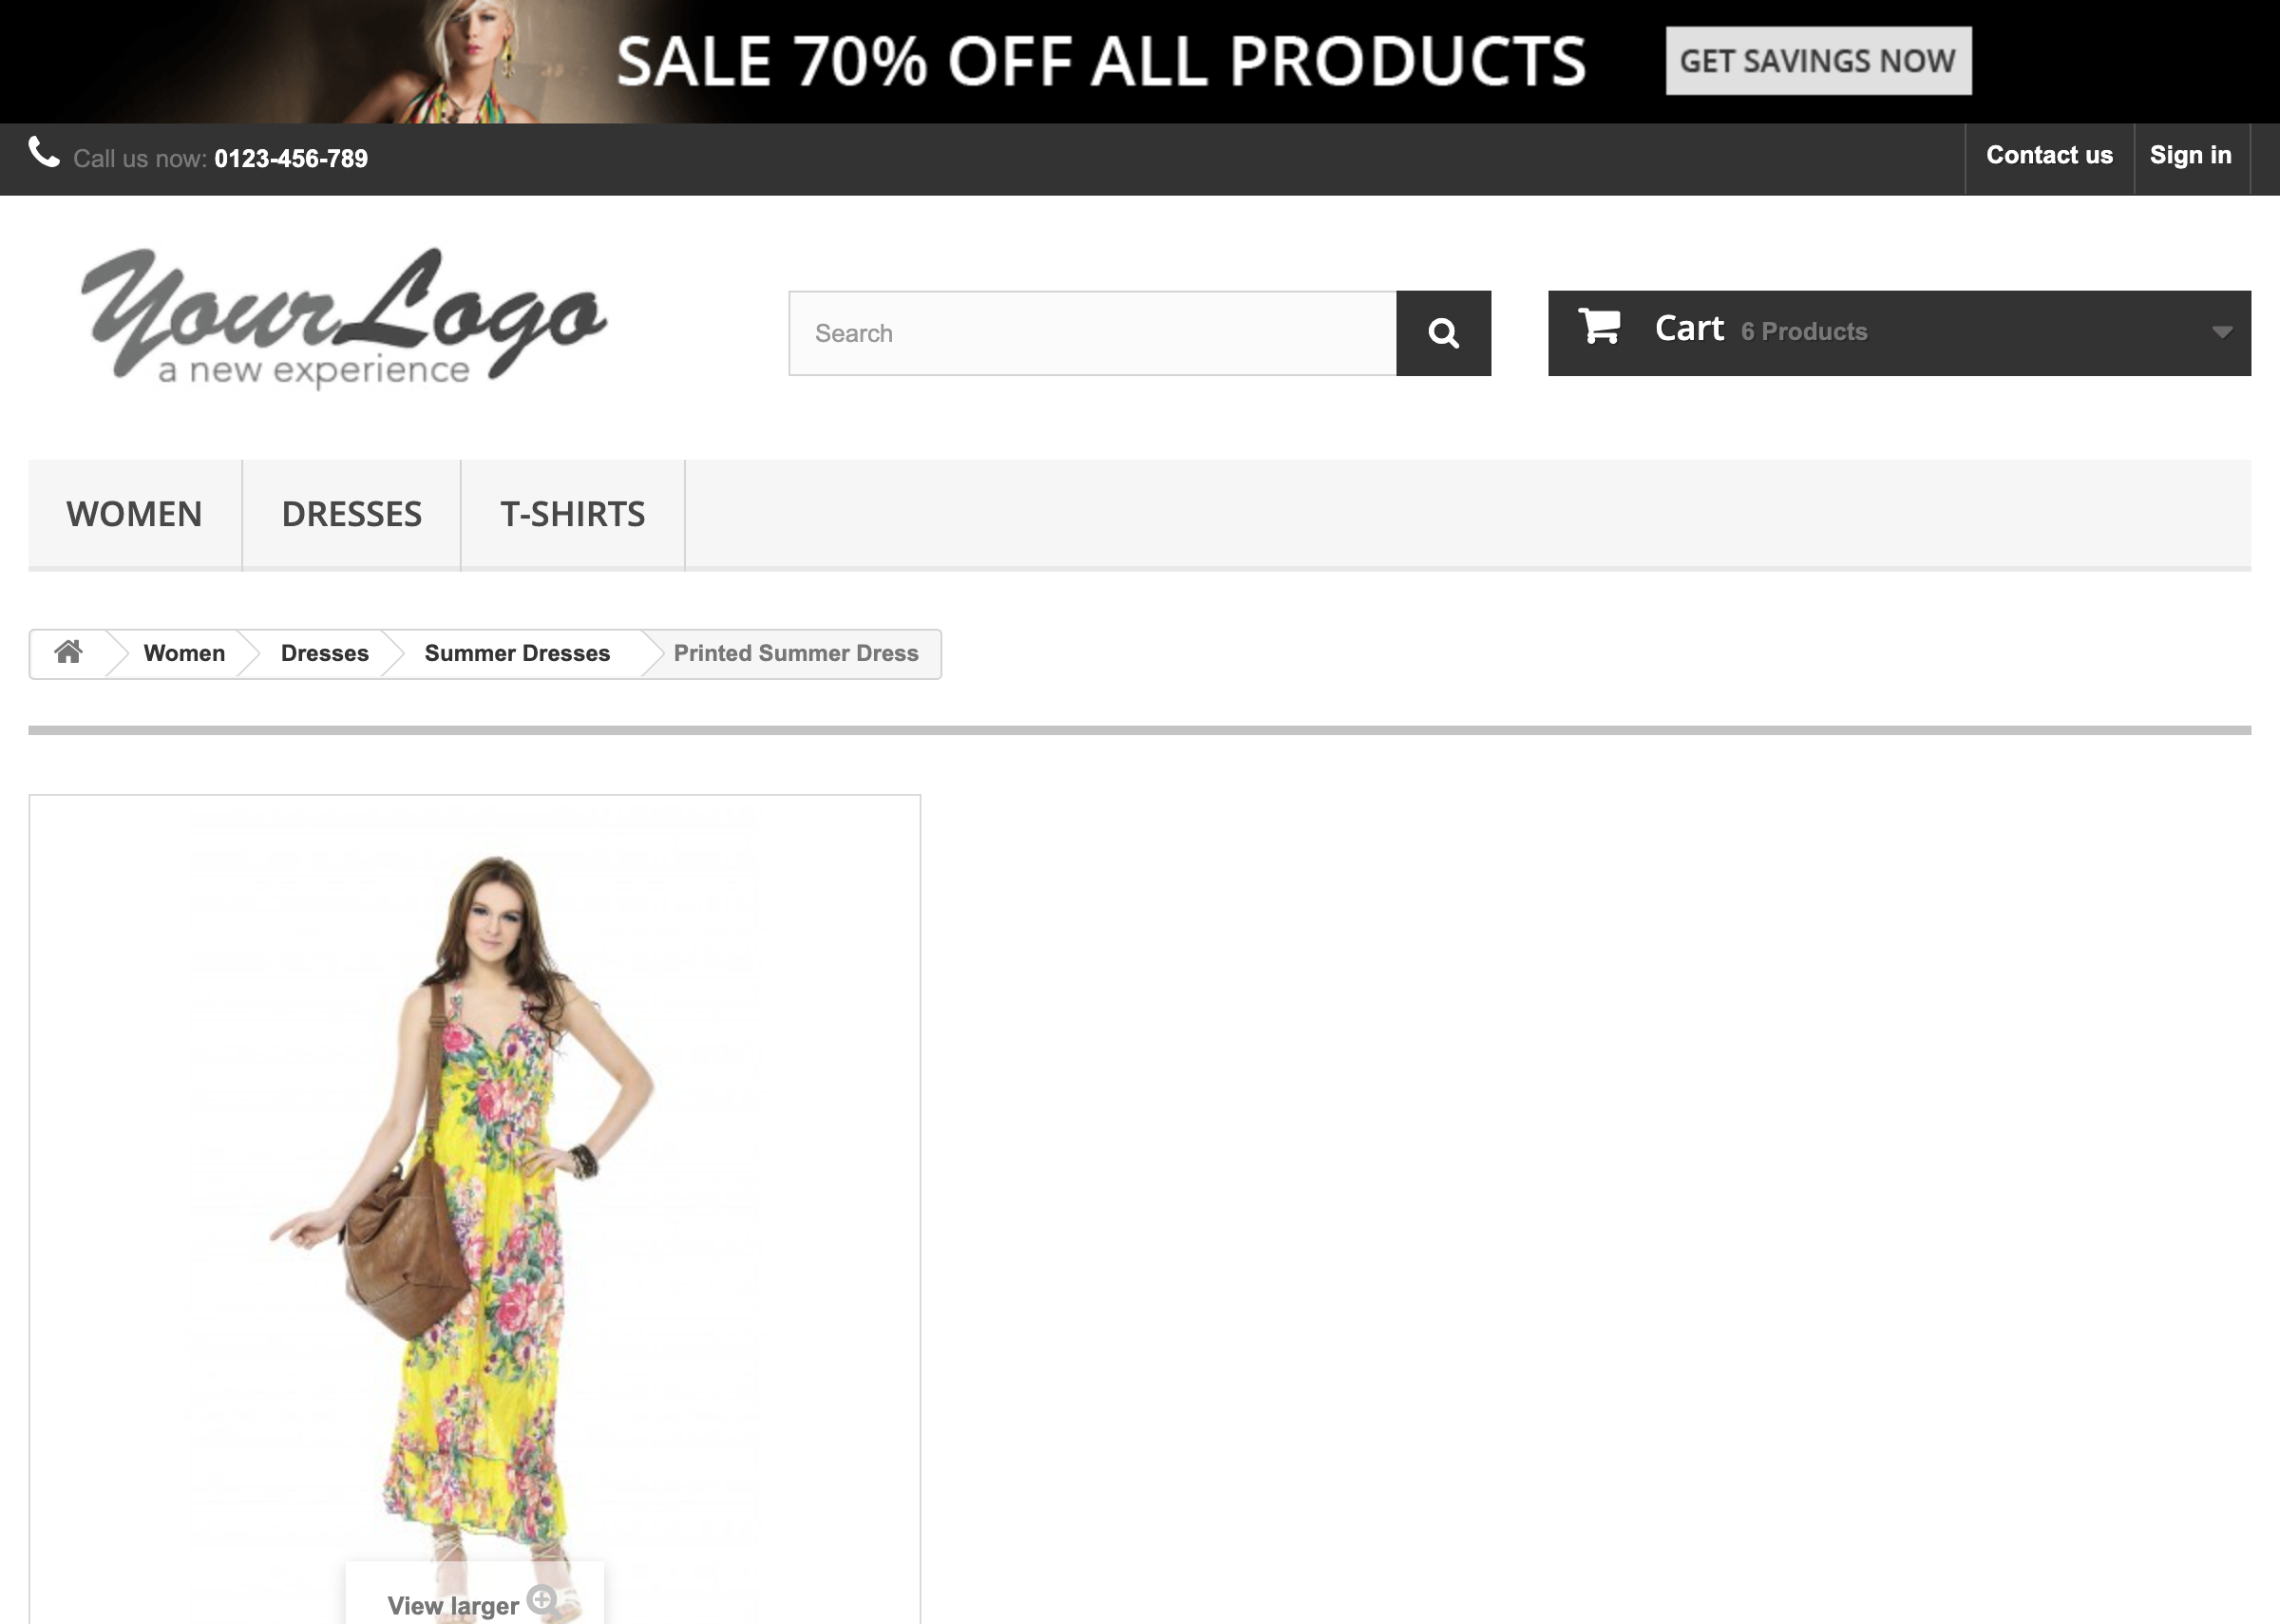 SALE 70% OFF ALL PRODUCTS GET SAVINGS NOW
Call us now: 0123-456-789 Contact us Sign in
YourLogo
a new experience
Search
Cart 6 Products
WOMEN DRESSES T-SHIRTS
Women Dresses Summer Dresses Printed Summer Dress
View larger